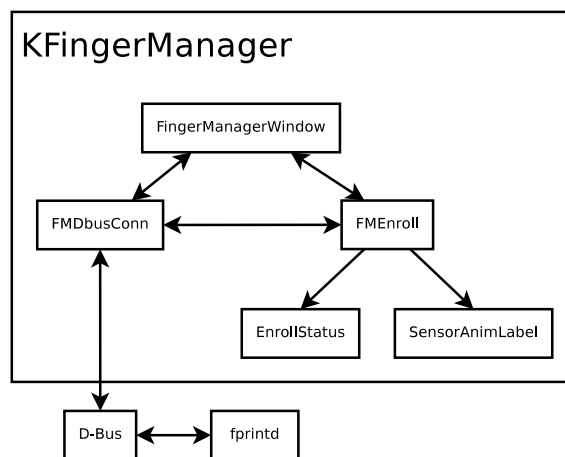 KFingerManager
FingerManagerWindow
FMDbusConn
FMEnroll
EnrollStatus
SensorAnimLabel
D-Bus
fprintd